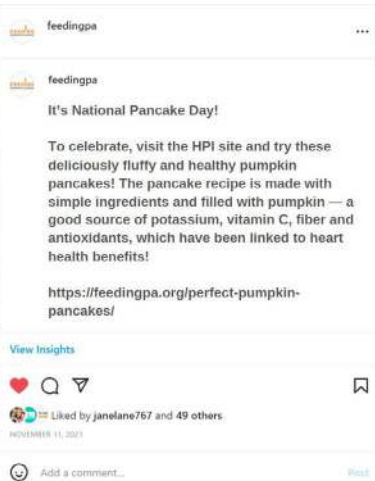 feedingpa
feedingpa
It's National Pancake Day!
To celebrate, visit the HPI site and try these
deliciously fluffy and healthy pumpkin
pancakes! The pancake recipe is made with
simple ingredients and filled with pumpkin — a
good source of potassium, vitamin C, fiber and
antioxidants, which have been linked to heart
health benefits!
https://feedingpa.org/perfect-pumpkin-
pancakes/
View Insights
Liked by janelane767 and 49 others
NOVEMBER 11, 2021
Add a comment...
Post